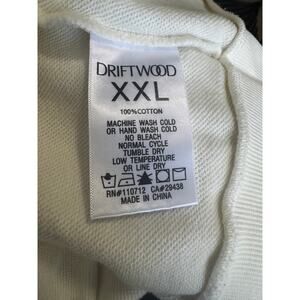 DRIFTWOOD
XXL
100%COTTON
MACHINE WASH COLD
OR HAND WASH COLD
NO BLEACH
NORMAL CYCLE
TUMBLE DRY
LOW TEMPERATURE
OR LINE DRY
RN#110712 CA#29438
MADE IN CHINA